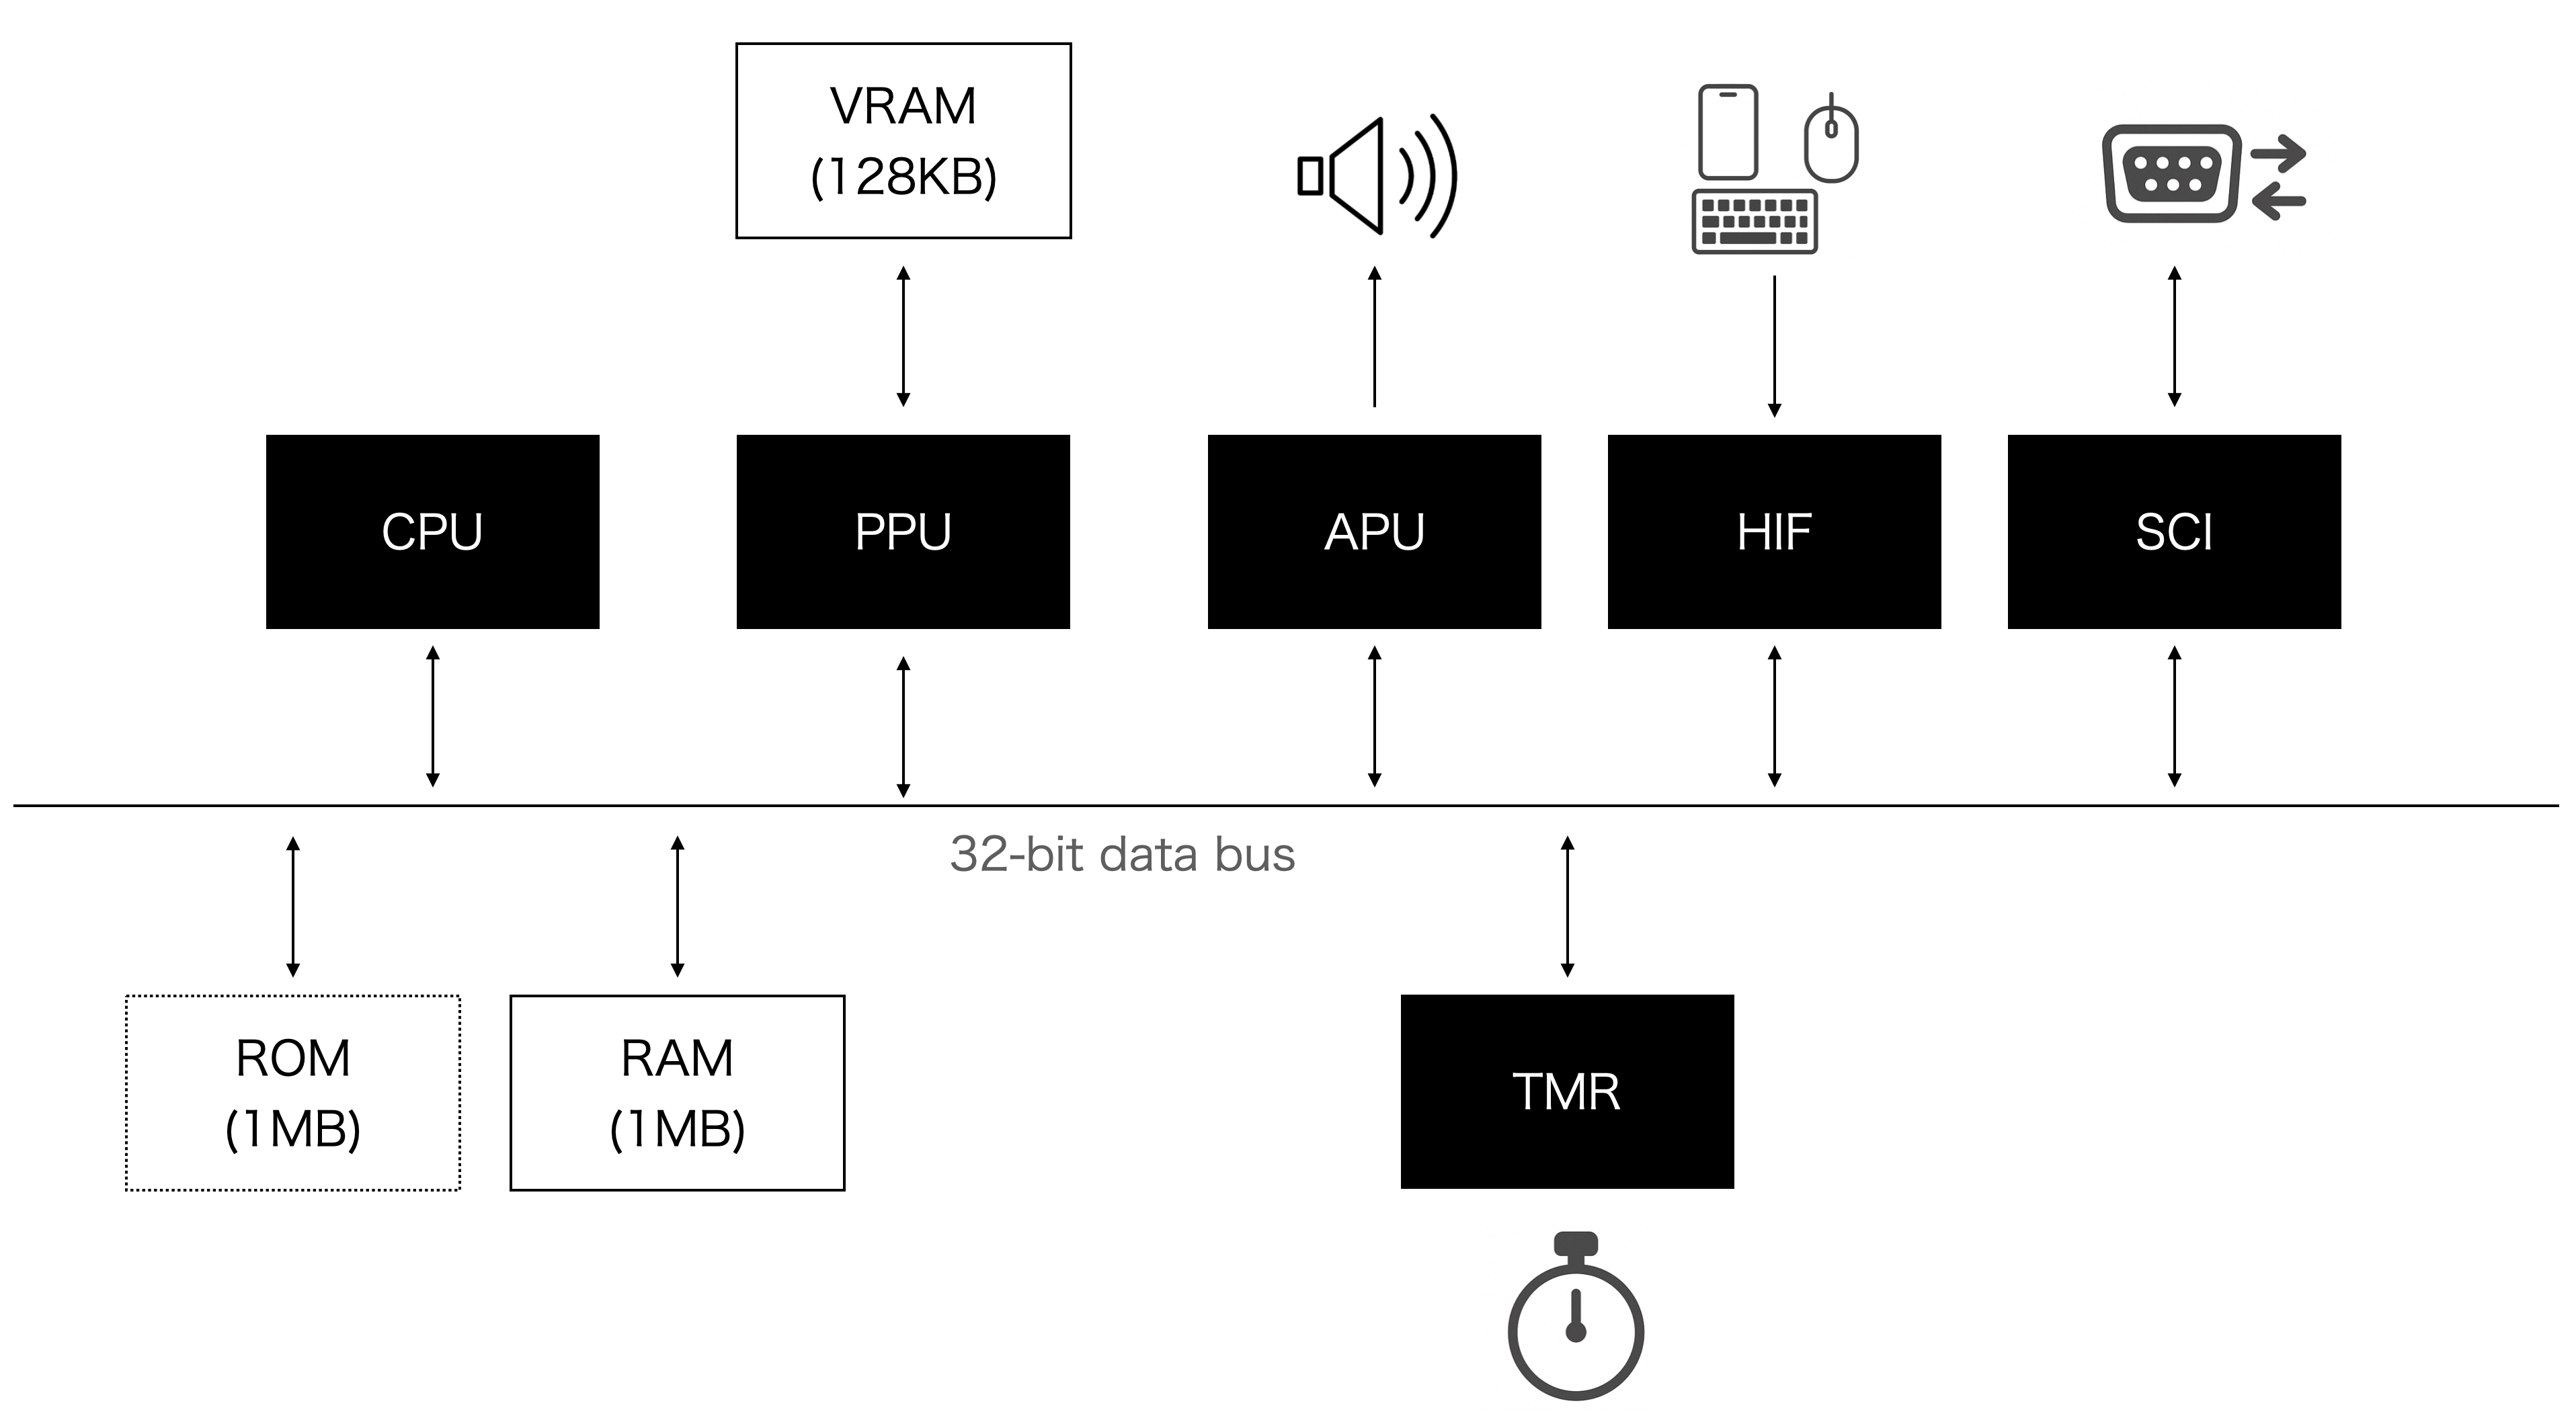 VRAM
(128KB)
CPU
PPU
APU
HIF
SCI
32-bit data bus
ROM
(1MB)
RAM
(1MB)
TMR